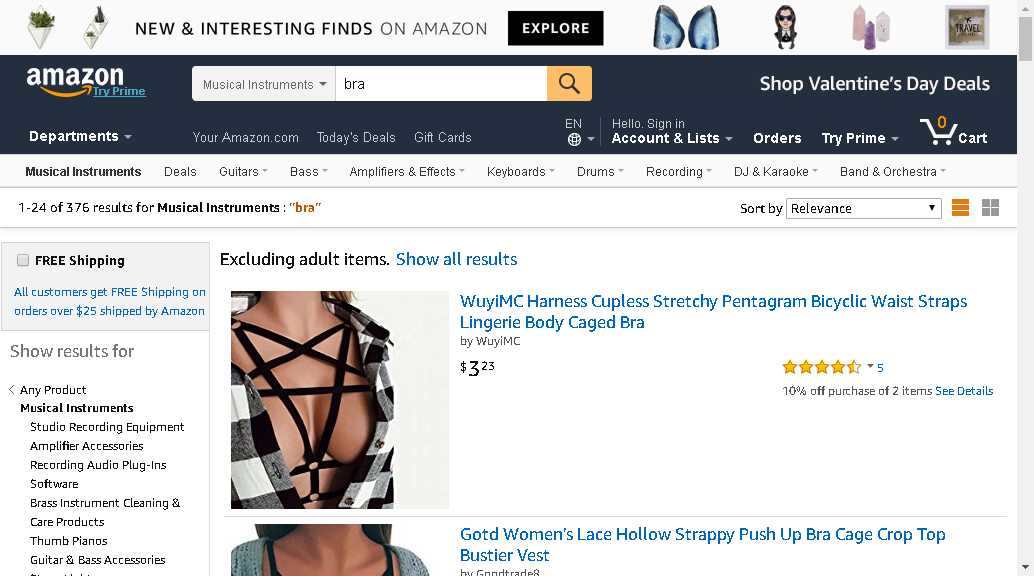 NEW & INTERESTING FINDS ON AMAZON EXPLORE
TRAVEL
amazon
Try Prime
Musical Instruments bra
Shop Valentine's Day Deals
Departments
Your Amazon.com Today's Deals Gift Cards
EN
Hello. Sign in
Account & Lists Orders Try Prime 0 Cart
Musical Instruments Deals Guitars Bass Amplifiers & Effects Keyboards Drums Recording DJ & Karaoke Band & Orchestra
1-24 of 376 results for Musical Instruments : "bra"
Sort by Relevance
FREE Shipping
All customers get FREE Shipping on
orders over $25 shipped by Amazon
Show results for
Any Product
Musical Instruments
Studio Recording Equipment
Amplifier Accessories
Recording Audio Plug-Ins
Software
Brass Instrument Cleaning &
Care Products
Thumb Pianos
Guitar & Bass Accessories
Excluding adult items. Show all results
WuyiMC Harness Cupless Stretchy Pentagram Bicyclic Waist Straps
Lingerie Body Caged Bra
by WuyiMC
$3 23
5
10% off purchase of 2 items See Details
Gotd Women's Lace Hollow Strappy Push Up Bra Cage Crop Top
Bustier Vest
by Goodtrade8